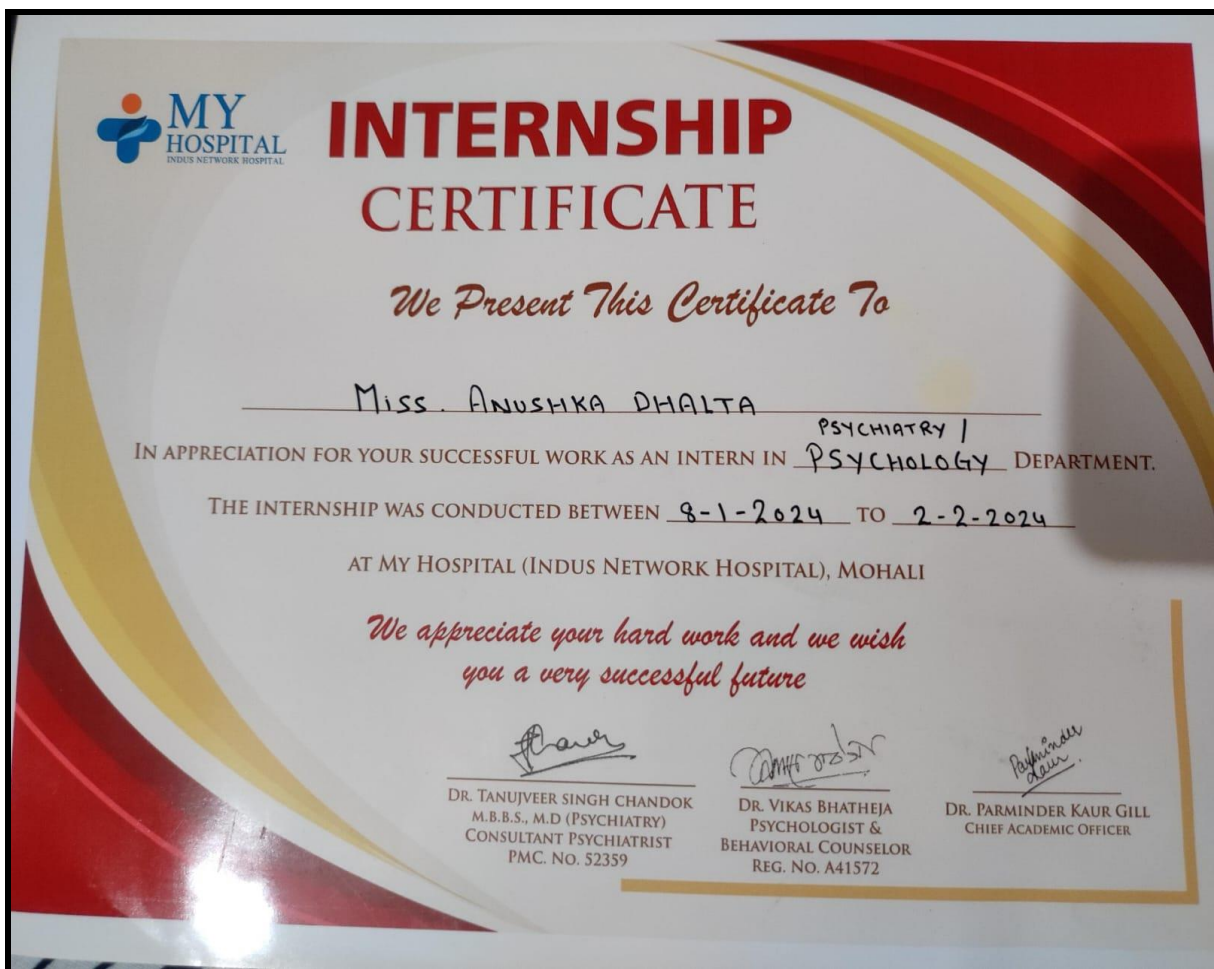 MY
HOSPITAL
INDUS NETWORK HOSPITAL
INTERNSHIP
CERTIFICATE
We Present This Certificate To
Miss. ANUSHKA DHALTA
PSYCHIATRY /
IN APPRECIATION FOR YOUR SUCCESSFUL WORK AS AN INTERN IN PSYCHOLOGY DEPARTMENT.
THE INTERNSHIP WAS CONDUCTED BETWEEN 8-1-2024 TO 2-2-2024
AT MY HOSPITAL (INDUS NETWORK HOSPITAL), MOHALI
We appreciate your hard work and we wish
you a very successful future
Parminder
Kaur.
DR. TANUJVEER SINGH CHANDOK
M.B.B.S., M.D (PSYCHIATRY)
CONSULTANT PSYCHIATRIST
PMC. NO. 52359
DR. VIKAS BHATHEJA
PSYCHOLOGIST &
BEHAVIORAL COUNSELOR
REG. NO. A41572
DR. PARMINDER KAUR GILL
CHIEF ACADEMIC OFFICER